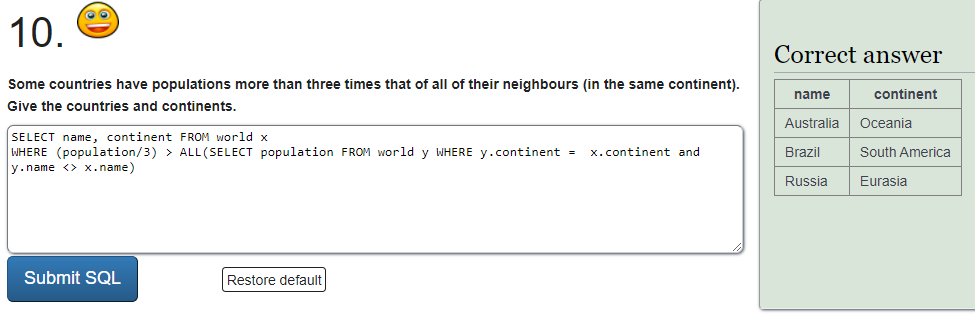 10.
Some countries have populations more than three times that of all of their neighbours (in the same continent).
Give the countries and continents.
SELECT name, continent FROM world x
WHERE (population/3) > ALL(SELECT population FROM world y WHERE y.continent =  x.continent and
y.name <> x.name)
Submit SQL
Restore default
Correct answer
name continent
Australia Oceania
Brazil South America
Russia Eurasia